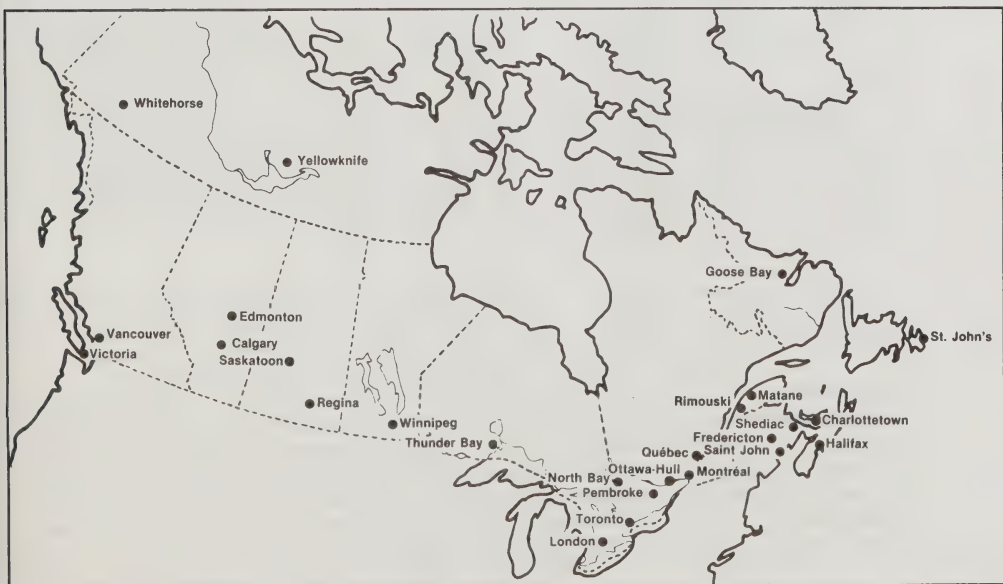 Whitehorse
Yellowknife
Goose Bay
Edmonton
Vancouver
Calgary
St. John's
Victoria
Saskatoon
Matane
Regina
Rimouski
Charlottetown
Winnipeg
Shediac
Thunder Bay
Fredericton
Halifax
Saint John
Québec
Ottawa-Hull
Montréal
North Bay
Pembroke
Toronto
London